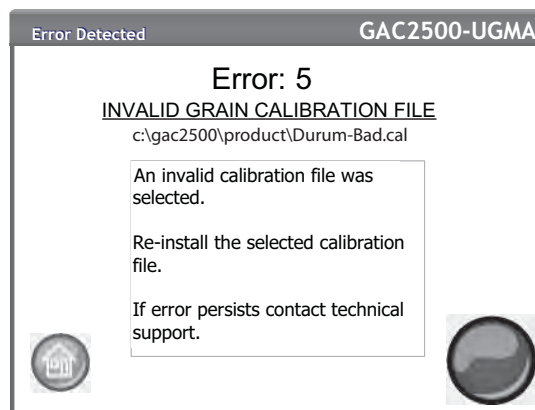 Error Detected
GAC2500-UGMA
Error: 5
INVALID GRAIN CALIBRATION FILE
c:\gac2500\product\Durum-Bad.cal
An invalid calibration file was
selected.
Re-install the selected calibration
file.
If error persists contact technical
support.